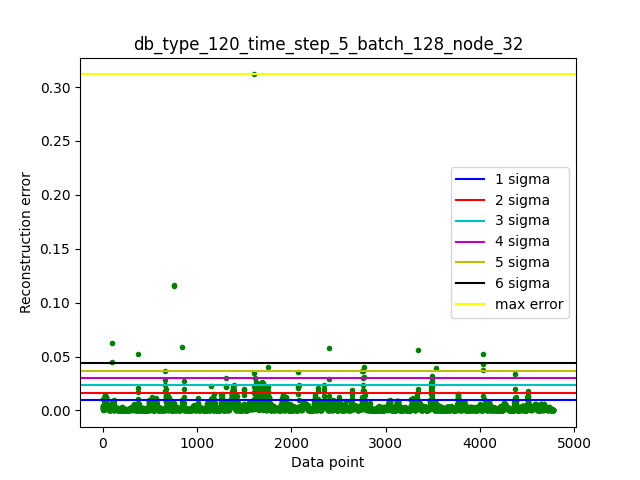 db_type_120_time_step_5_batch_128_node_32
0.30
0.25
0.20
0.15
0.10
0.05
0.00
Reconstruction error
1 sigma
2 sigma
3 sigma
4 sigma
5 sigma
6 sigma
max error
0 1000 2000 3000 4000 5000
Data point